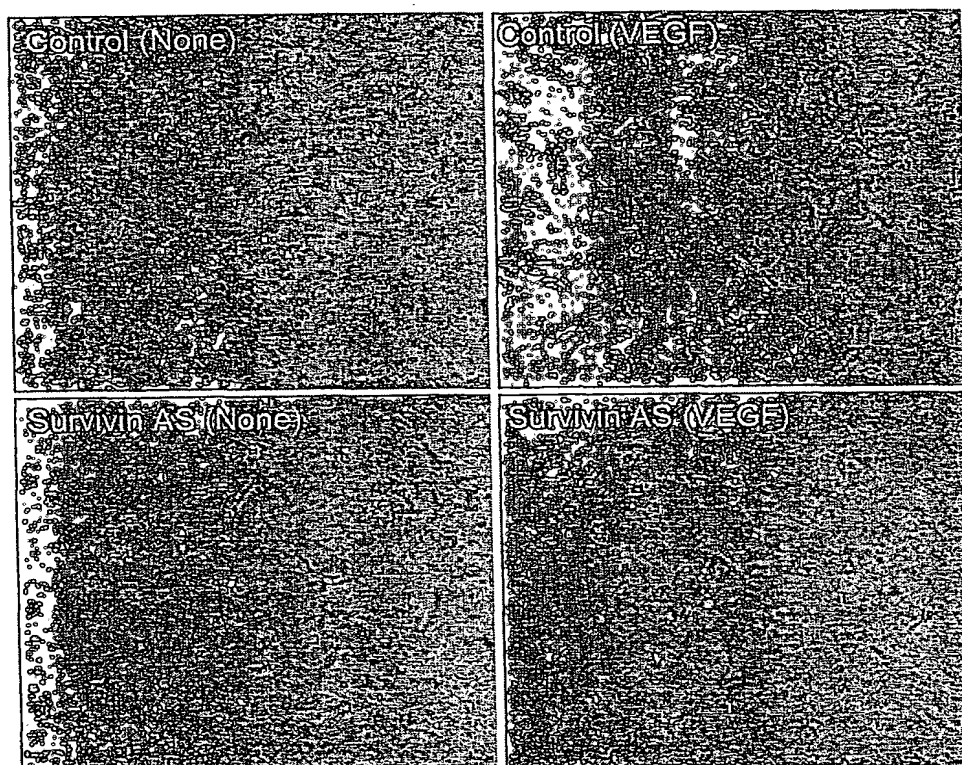 Control (None)
Control (VEGF)
Survivin AS (None)
Survivin AS (VEGF)